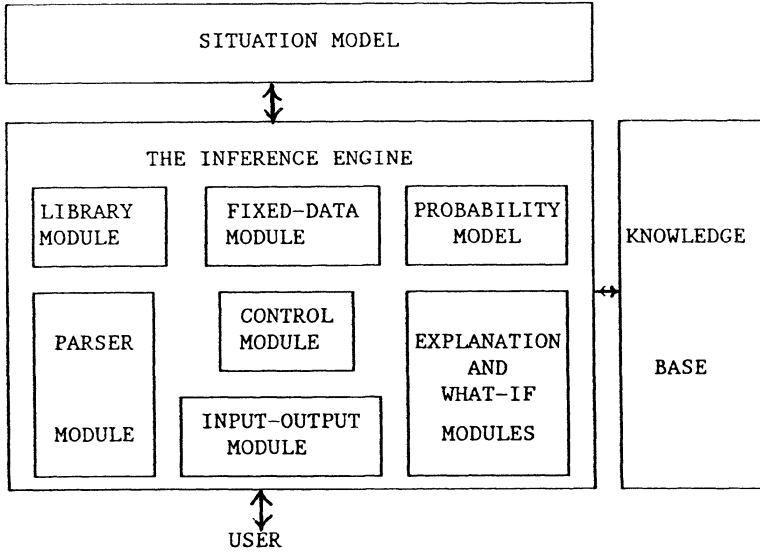 SITUATION MODEL
THE INFERENCE ENGINE
LIBRARY
MODULE
FIXED-DATA
MODULE
PROBABILITY
MODEL
KNOWLEDGE
BASE
PARSER
MODULE
CONTROL
MODULE
EXPLANATION
AND
WHAT-IF
MODULES
INPUT-OUTPUT
MODULE
USER